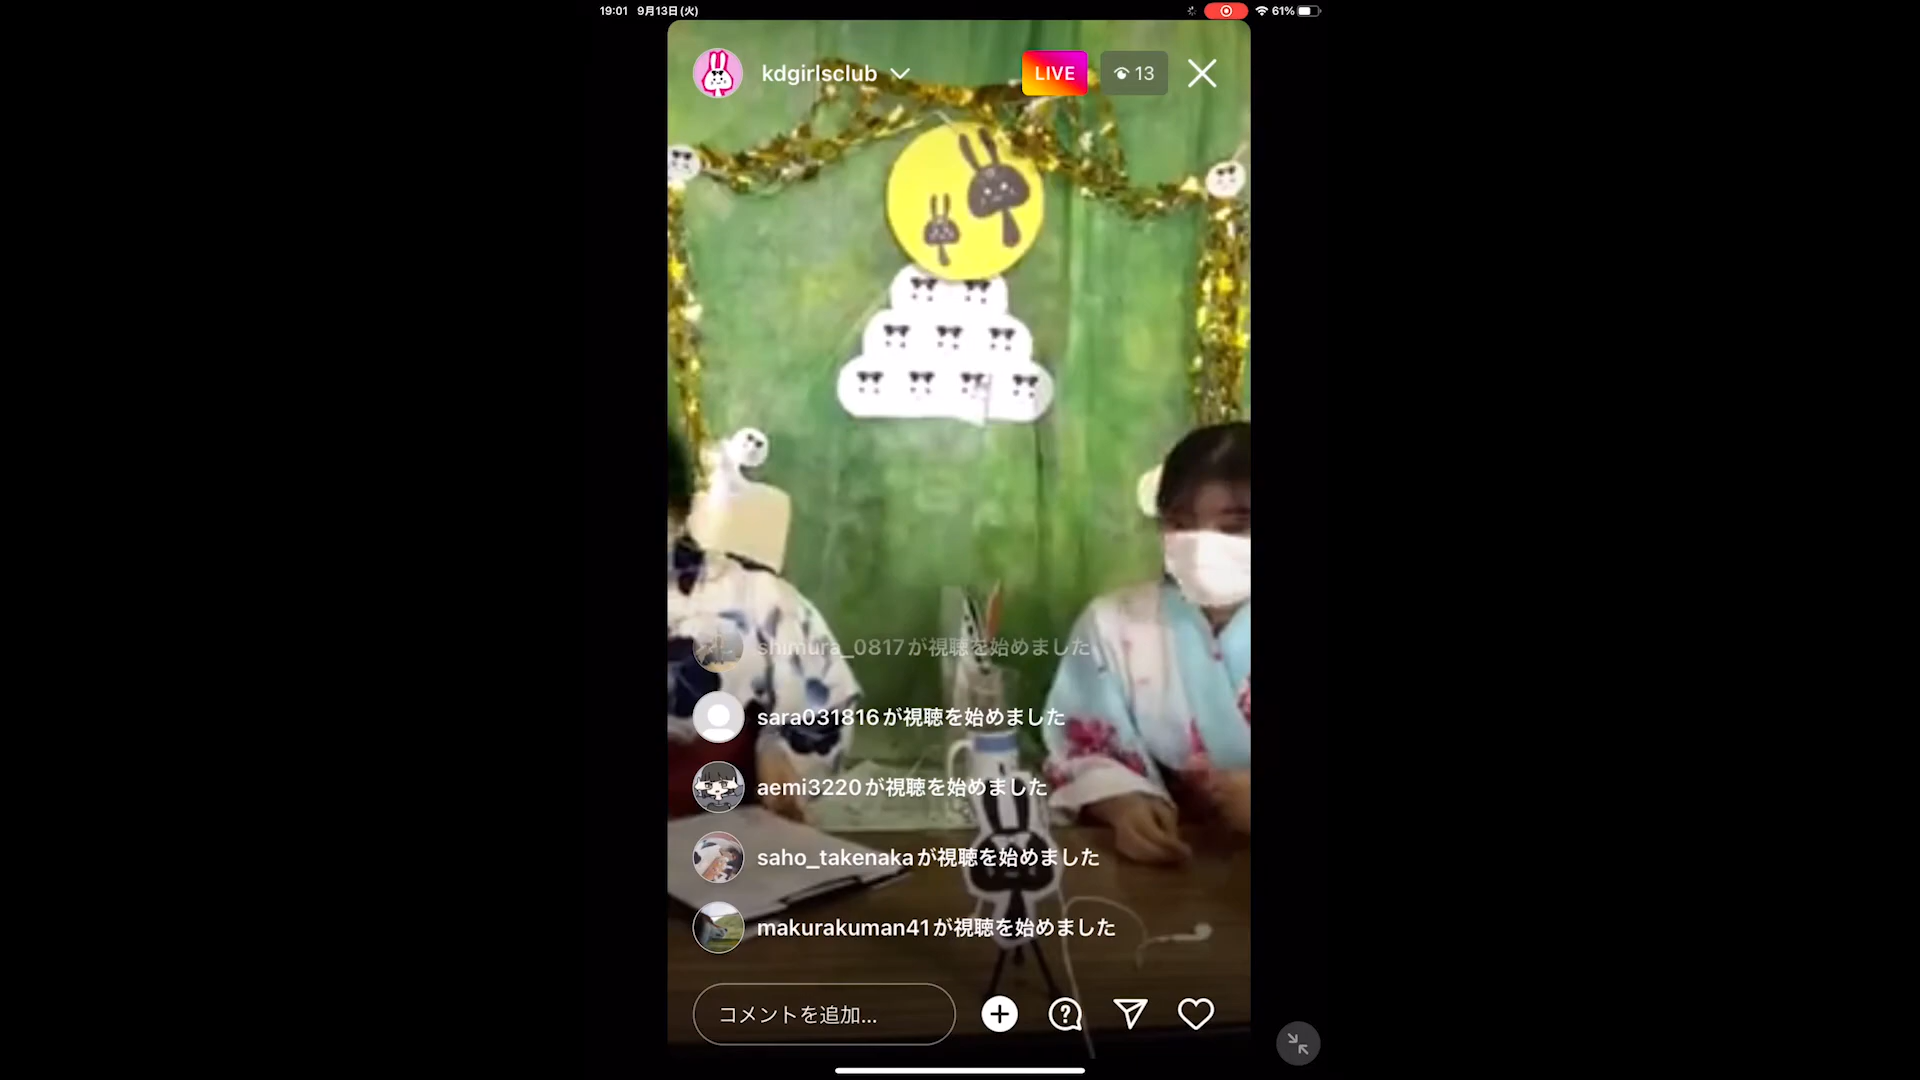 19:01 9月13日(火)
61%
kdgirlsclub
LIVE
13
shimura_0817が視聴を始めました
sara031816が視聴を始めました
aemi3220が視聴を始めました
saho_takenakaが視聴を始めました
makurakuman41が視聴を始めました
コメントを追加...